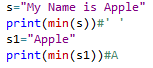 s="My Name is Apple"
print(min(s))#' '
s1="Apple"
print(min(s1))#A